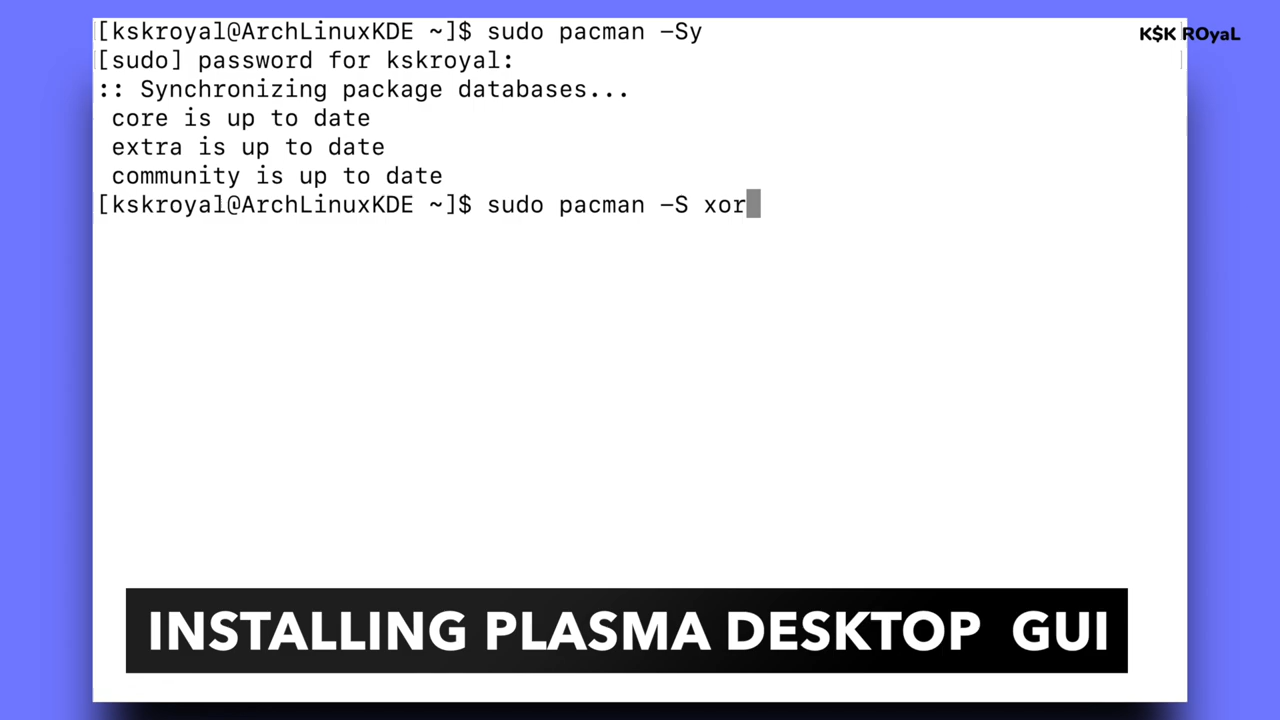 [kskroyal@ArchLinuxKDE ~]$ sudo pacman -Sy
K$K ROyaL
[sudo] password for kskroyal:
:: Synchronizing package databases...
core is up to date
extra is up to date
community is up to date
[kskroyal@ArchLinuxKDE ~]$ sudo pacman -S xor
INSTALLING PLASMA DESKTOP GUI